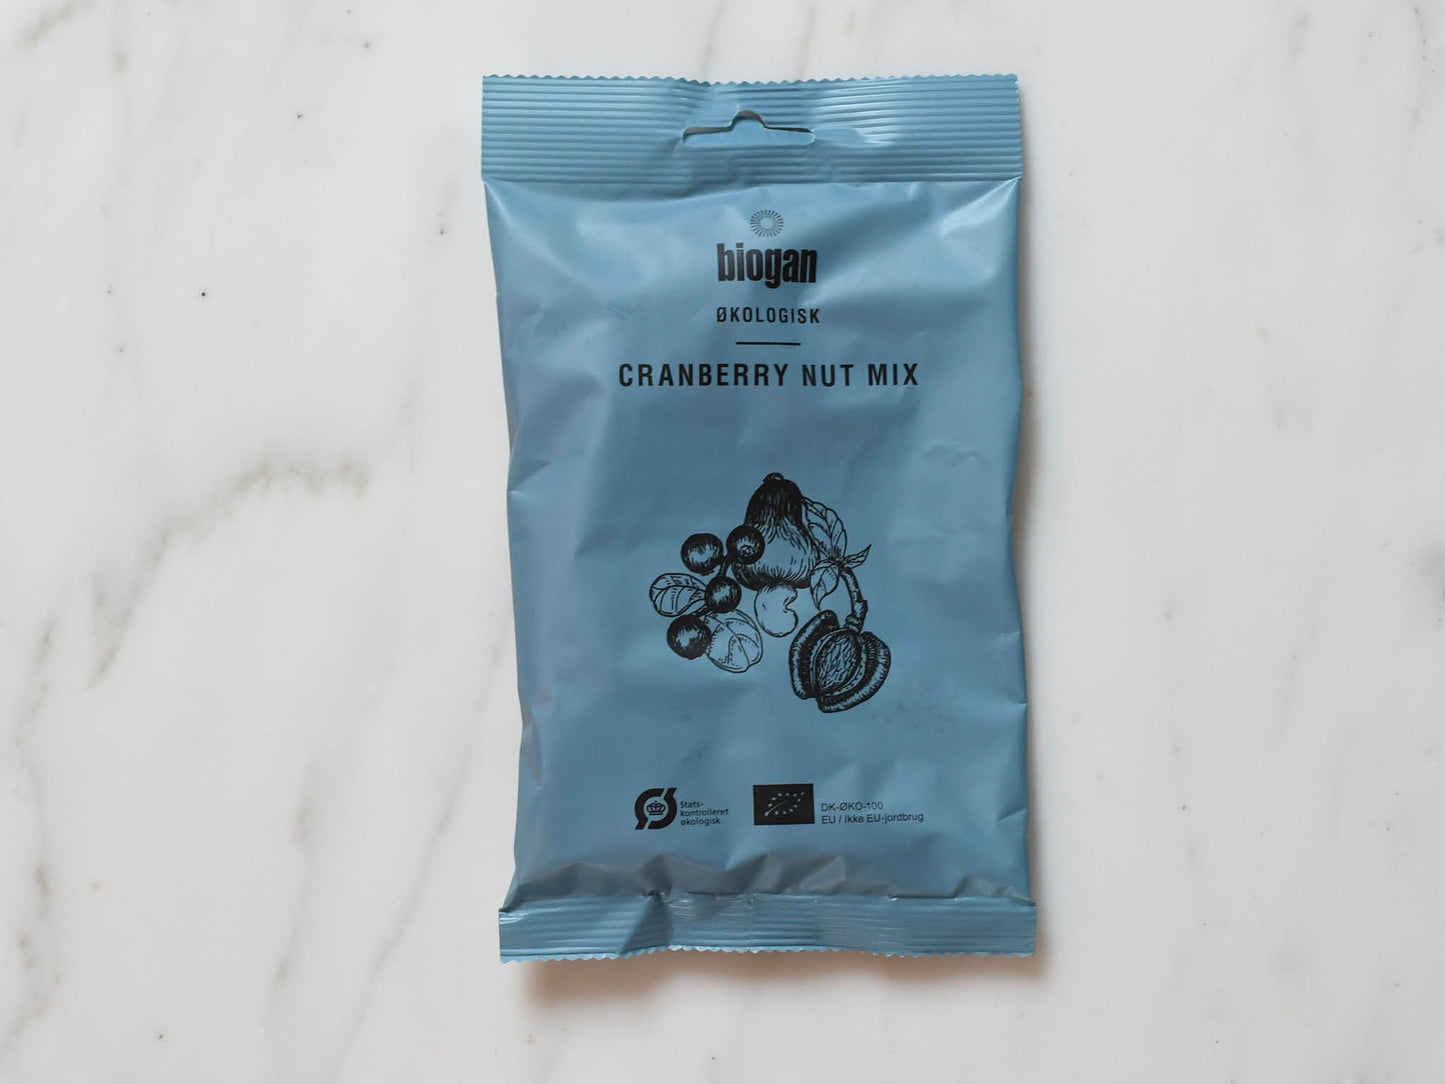 biogan
ØKOLOGISK
CRANBERRY NUT MIX
Stats-
kontrolleret
økologisk
DK-ØKO-100
EU / Ikke EU-jordbrug